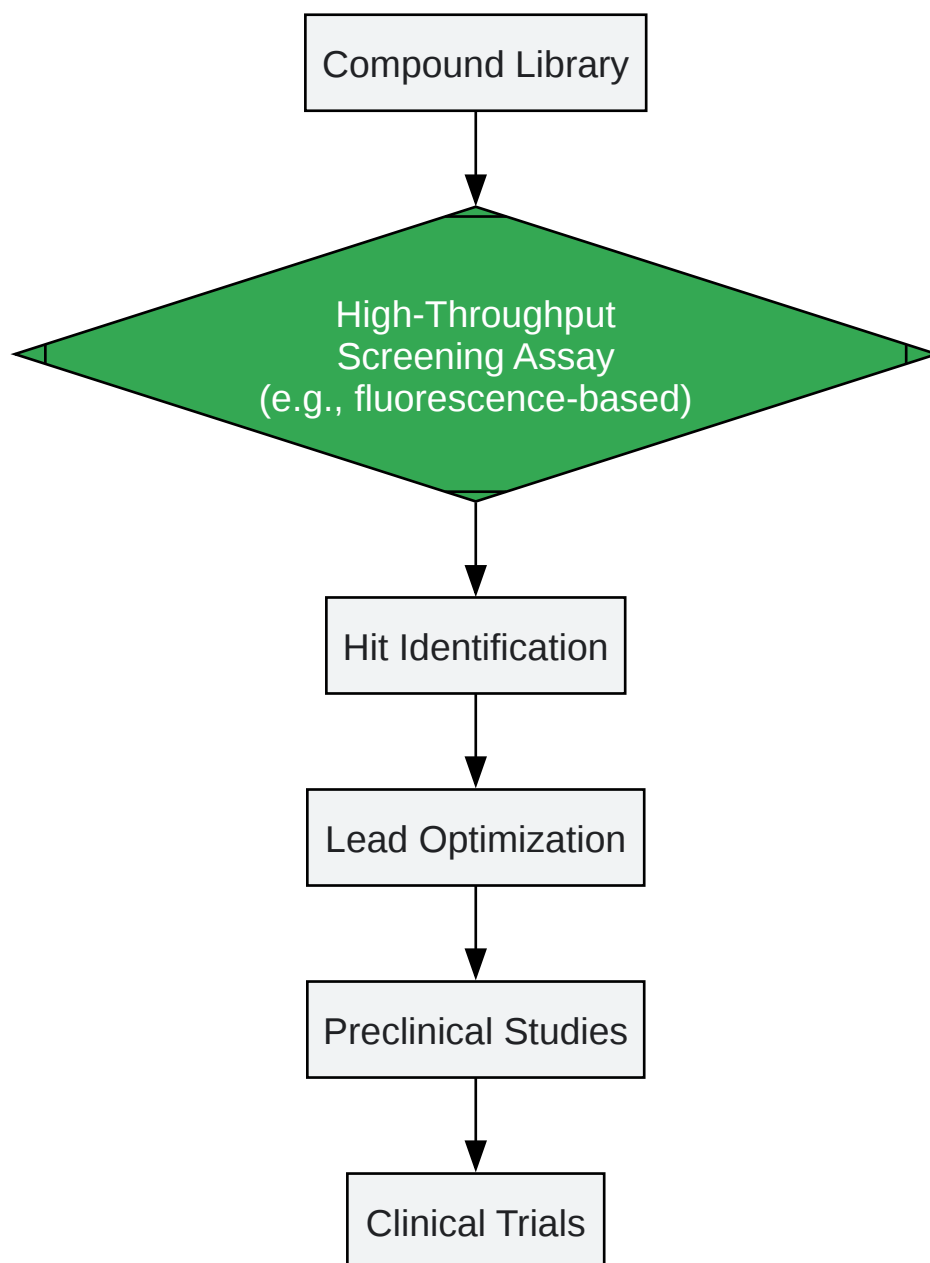 Compound Library
High-Throughput
Screening Assay
(e.g., fluorescence-based)
Hit Identification
Lead Optimization
Preclinical Studies
Clinical Trials